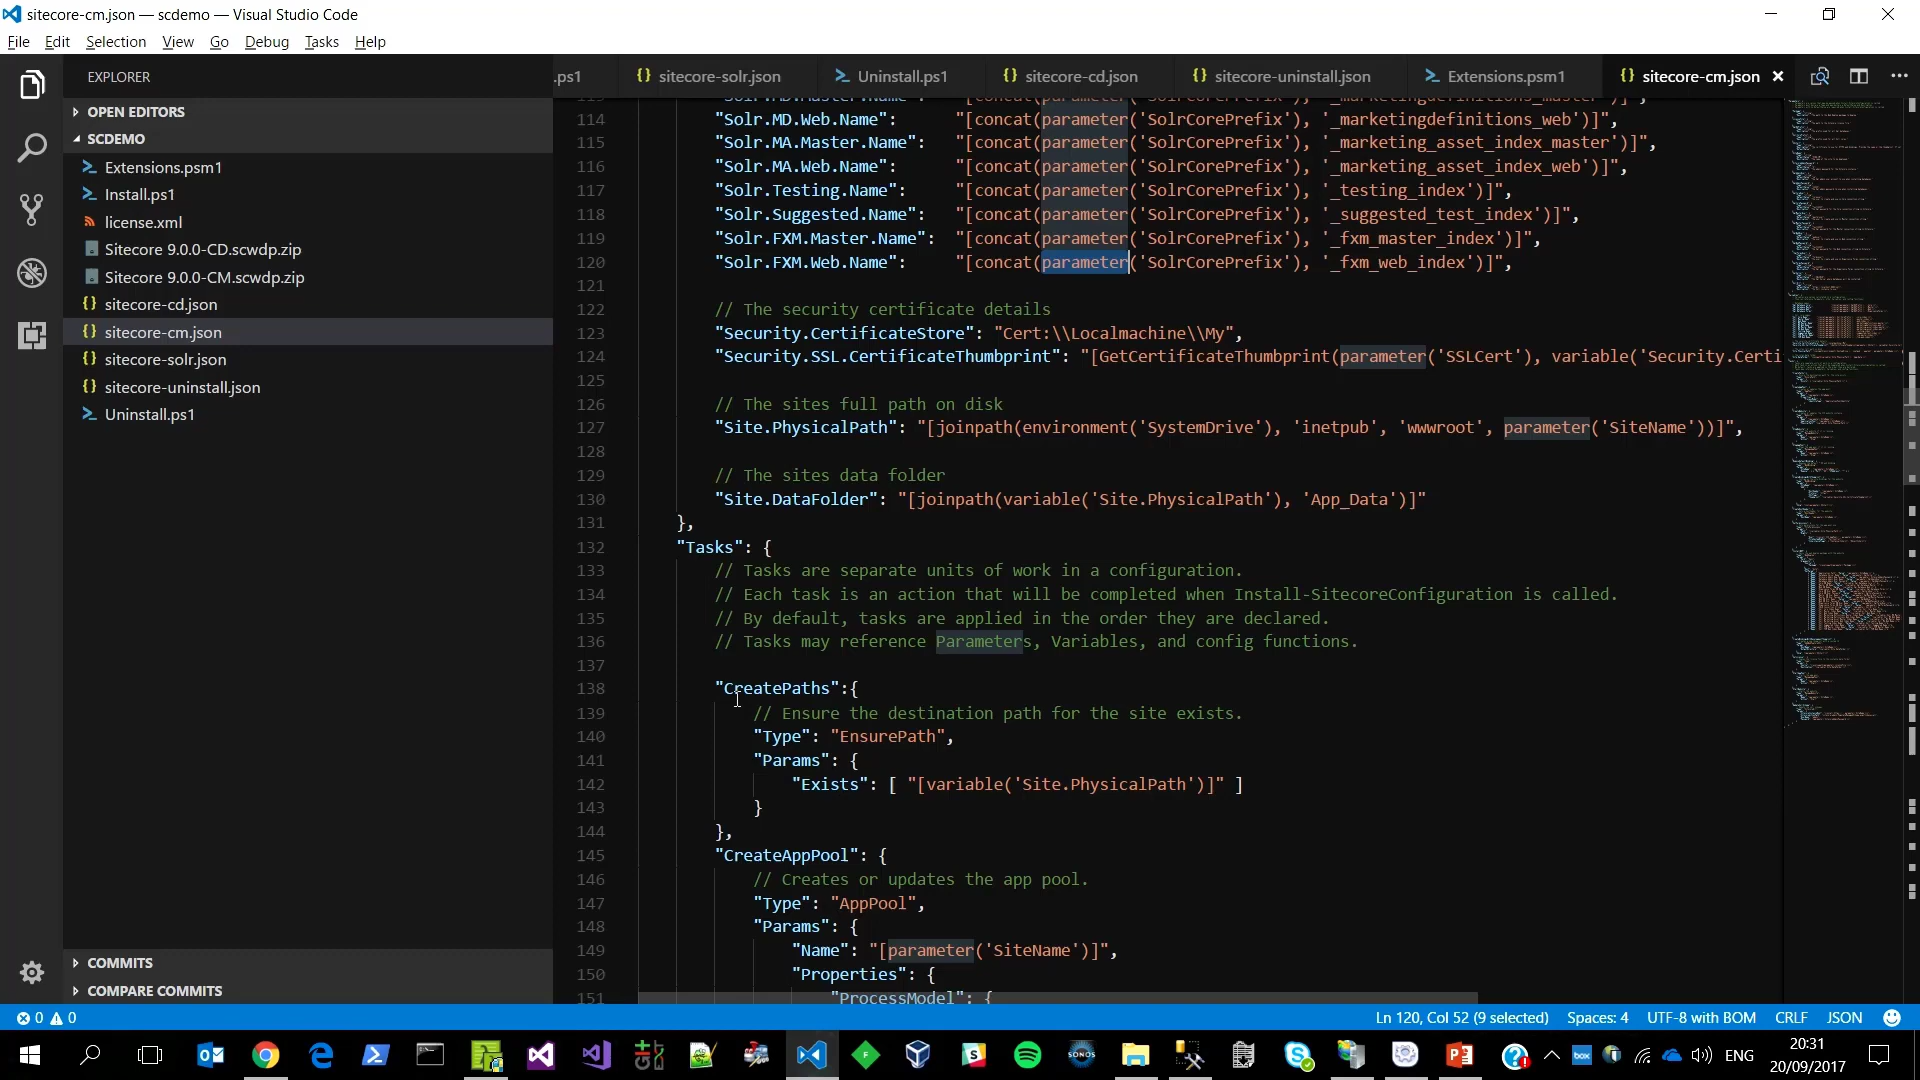 sitecore-cm.json — scdemo — Visual Studio Code
File Edit Selection View Go Debug Tasks Help
EXPLORER
.ps1
sitecore-solr.json
Uninstall.ps1
sitecore-cd.json
sitecore-uninstall.json
Extensions.psm1
sitecore-cm.json
OPEN EDITORS
SCDEMO
Extensions.psm1
Install.ps1
license.xml
Sitecore 9.0.0-CD.scwdp.zip
Sitecore 9.0.0-CM.scwdp.zip
sitecore-cd.json
sitecore-cm.json
sitecore-solr.json
sitecore-uninstall.json
Uninstall.ps1
COMMITS
COMPARE COMMITS
113 "Solr.MD.Master.Name": "[concat(parameter('SolrCorePrefix'), '_marketingdefinitions_master')]",
114 "Solr.MD.Web.Name": "[concat(parameter('SolrCorePrefix'), '_marketingdefinitions_web')]",
115 "Solr.MA.Master.Name": "[concat(parameter('SolrCorePrefix'), '_marketing_asset_index_master')]",
116 "Solr.MA.Web.Name": "[concat(parameter('SolrCorePrefix'), '_marketing_asset_index_web')]",
117 "Solr.Testing.Name": "[concat(parameter('SolrCorePrefix'), '_testing_index')]",
118 "Solr.Suggested.Name": "[concat(parameter('SolrCorePrefix'), '_suggested_test_index')]",
119 "Solr.FXM.Master.Name": "[concat(parameter('SolrCorePrefix'), '_fxm_master_index')]",
120 "Solr.FXM.Web.Name": "[concat(parameter('SolrCorePrefix'), '_fxm_web_index')]",
121
122 // The security certificate details
123 "Security.CertificateStore": "Cert:\\Localmachine\\My",
124 "Security.SSL.CertificateThumbprint": "[GetCertificateThumbprint(parameter('SSLCert'), variable('Security.Certi
125
126 // The sites full path on disk
127 "Site.PhysicalPath": "[joinpath(environment('SystemDrive'), 'inetpub', 'wwwroot', parameter('SiteName'))]",
128
129 // The sites data folder
130 "Site.DataFolder": "[joinpath(variable('Site.PhysicalPath'), 'App_Data')]"
131 },
132 "Tasks": {
133 // Tasks are separate units of work in a configuration.
134 // Each task is an action that will be completed when Install-SitecoreConfiguration is called.
135 // By default, tasks are applied in the order they are declared.
136 // Tasks may reference Parameters, Variables, and config functions.
137
138 "CreatePaths":{
139 // Ensure the destination path for the site exists.
140 "Type": "EnsurePath",
141 "Params": {
142 "Exists": [ "[variable('Site.PhysicalPath')]" ]
143 }
144 },
145 "CreateAppPool": {
146 // Creates or updates the app pool.
147 "Type": "AppPool",
148 "Params": {
149 "Name": "[parameter('SiteName')]",
150 "Properties": {
151 "ProcessModel": {
0 0
Ln 120, Col 52 (9 selected) Spaces: 4 UTF-8 with BOM CRLF JSON
ENG
20:31
20/09/2017